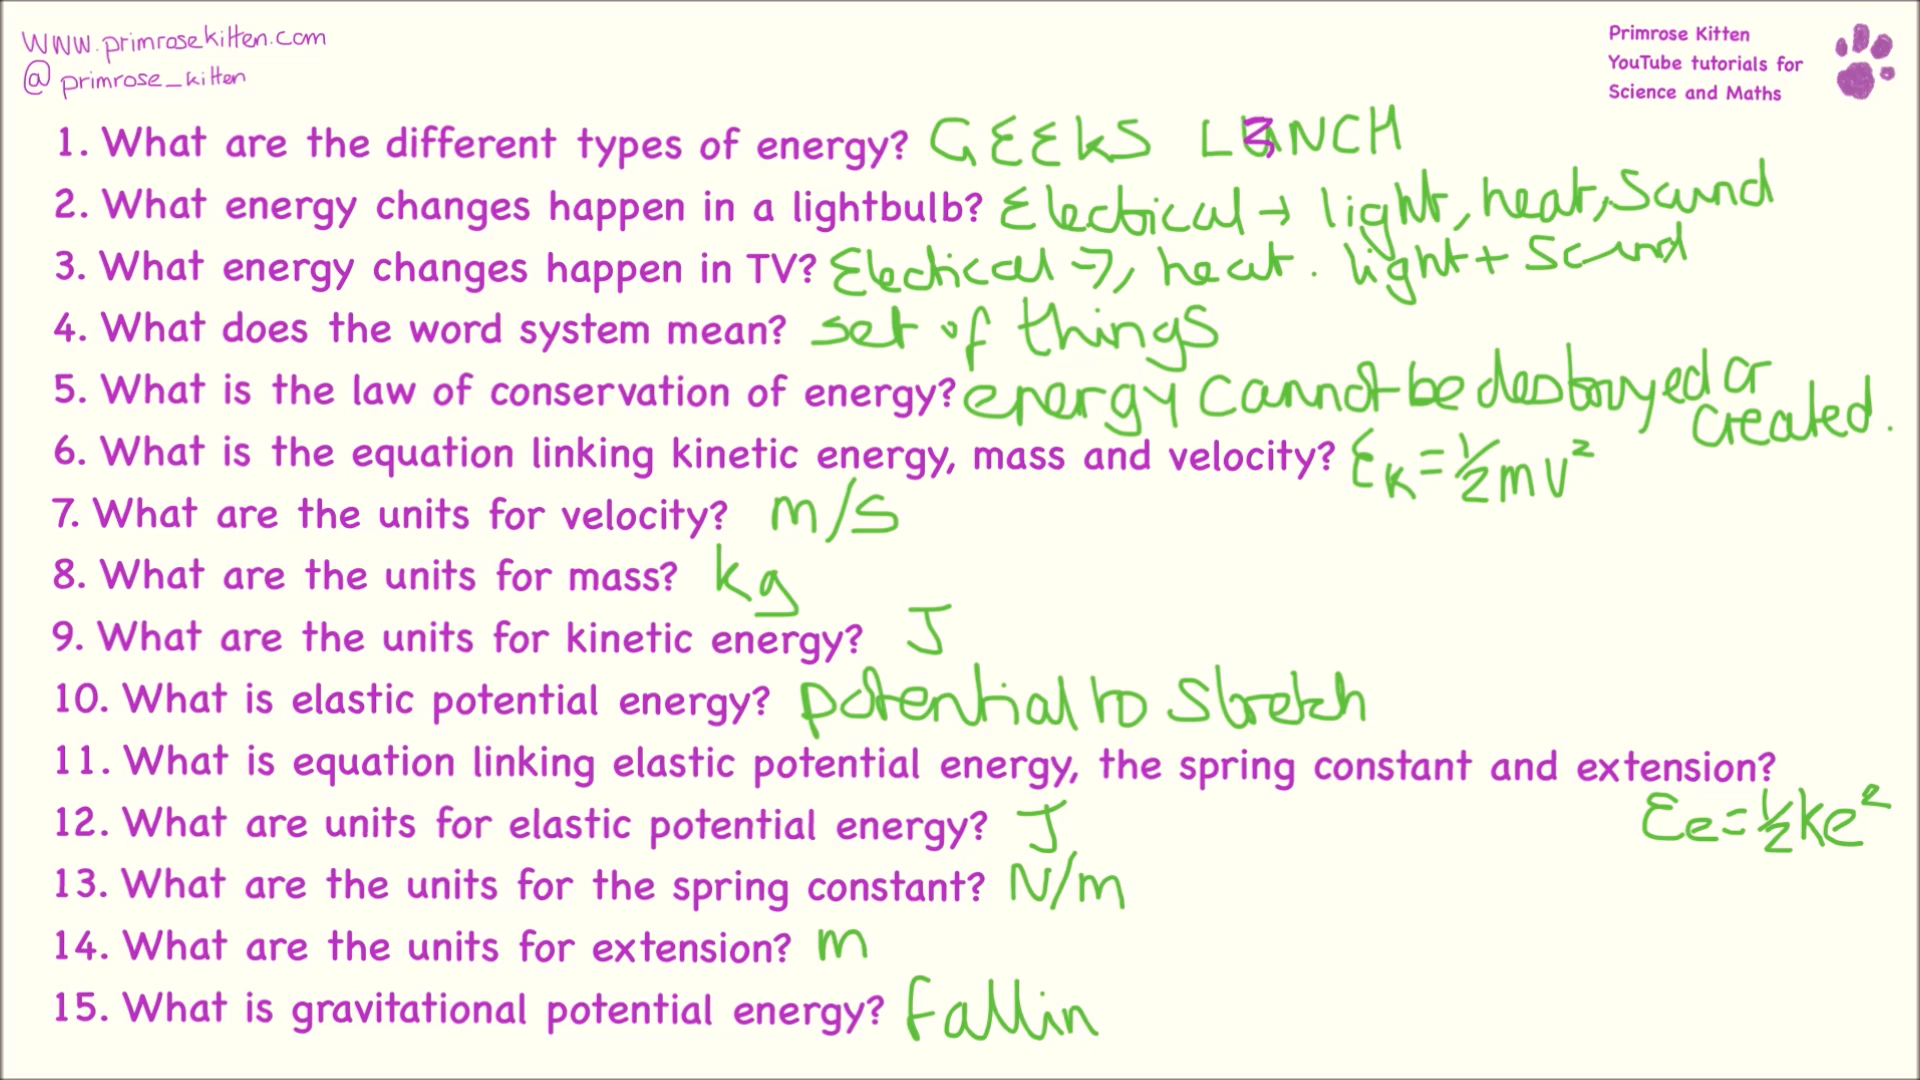 www.primrosekitten.com
@primrose_kitten
Primrose Kitten
YouTube tutorials for
Science and Maths
1. What are the different types of energy? GEEKS LUNCH
2. What energy changes happen in a lightbulb? Electrical → light, heat, Sound
3. What energy changes happen in TV? Electrical →, heat. light + Sound
4. What does the word system mean? set of things
5. What is the law of conservation of energy? energy cannot be destroyed or
created.
6. What is the equation linking kinetic energy, mass and velocity? EK = ½mv²
7. What are the units for velocity? m/s
8. What are the units for mass? kg
9. What are the units for kinetic energy? J
10. What is elastic potential energy? potential to stretch
11. What is equation linking elastic potential energy, the spring constant and extension?
Ee = ½ke²
12. What are units for elastic potential energy? J
13. What are the units for the spring constant? N/m
14. What are the units for extension? m
15. What is gravitational potential energy? fallin